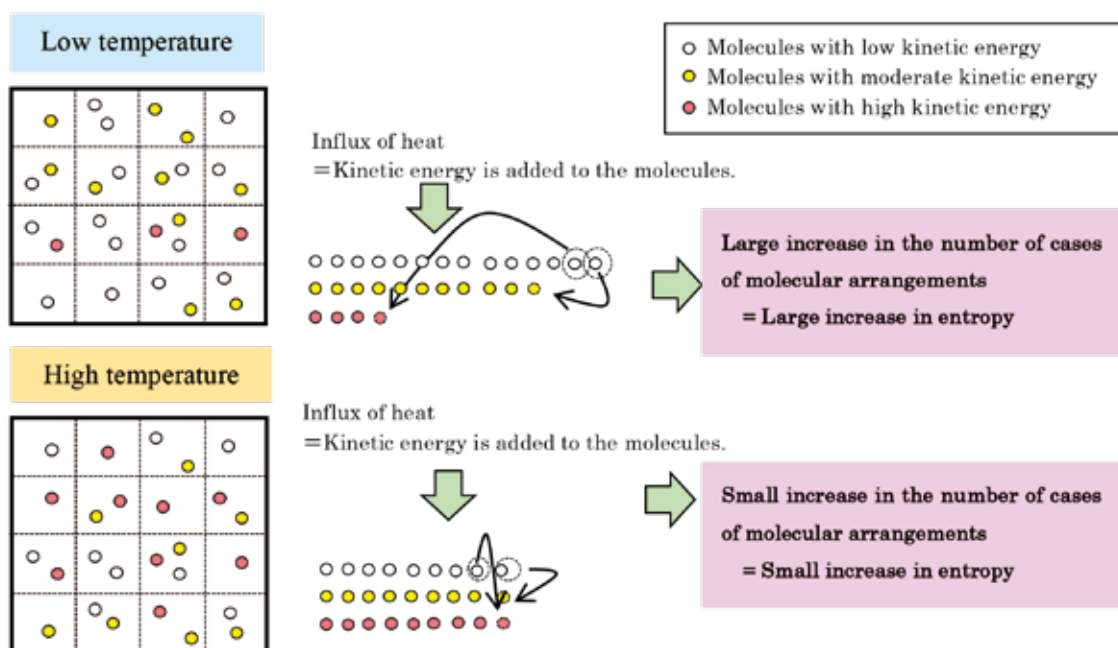 Low temperature
Molecules with low kinetic energy
Molecules with moderate kinetic energy
Molecules with high kinetic energy
Influx of heat
=Kinetic energy is added to the molecules.
Large increase in the number of cases
of molecular arrangements
= Large increase in entropy
High temperature
Influx of heat
=Kinetic energy is added to the molecules.
Small increase in the number of cases
of molecular arrangements
= Small increase in entropy